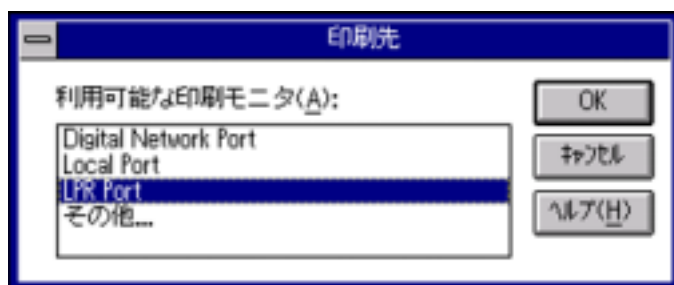 印刷先
利用可能な印刷モニタ(A):
Digital Network Port
Local Port
LPR Port
その他...
OK
ｷｬﾝｾﾙ
ﾍﾙﾌﾟ(H)